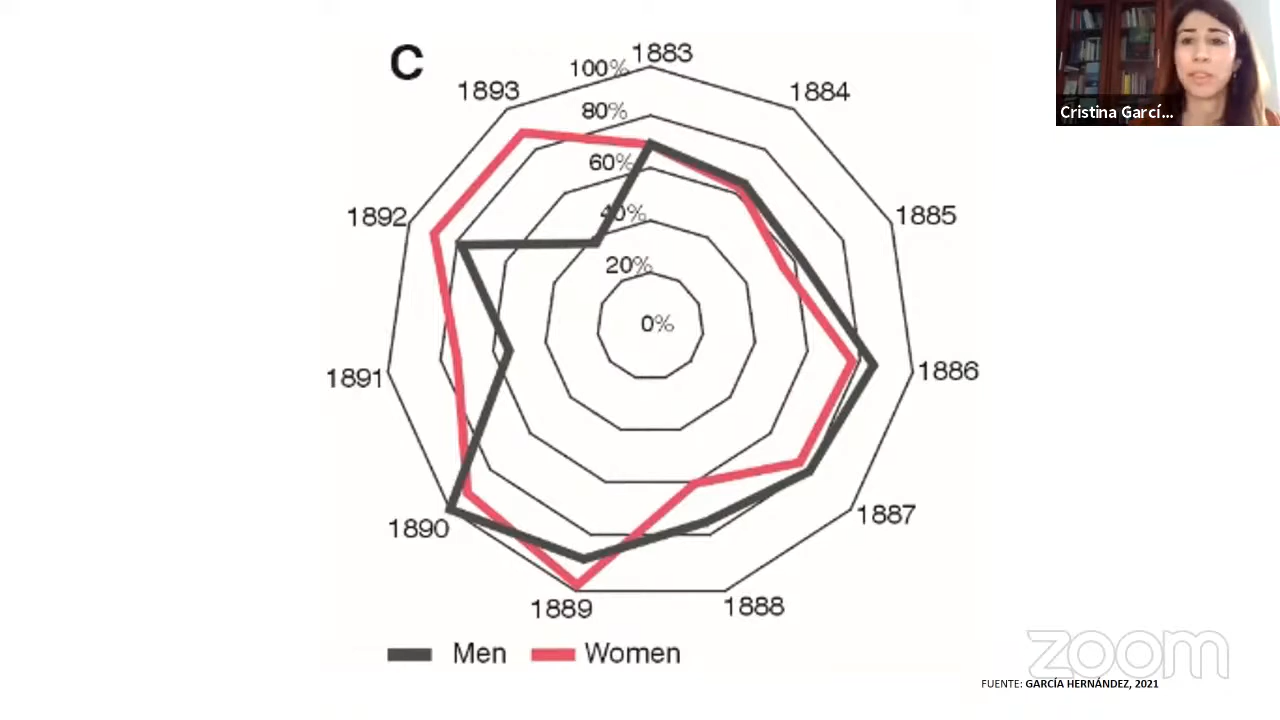 C
1883
100%
1893
1884
80%
60%
1892
40%
1885
20%
0%
1891
1886
1890
1887
1889
1888
Men
Women
Cristina Garcí...
zoom
FUENTE: GARCÍA HERNÁNDEZ, 2021